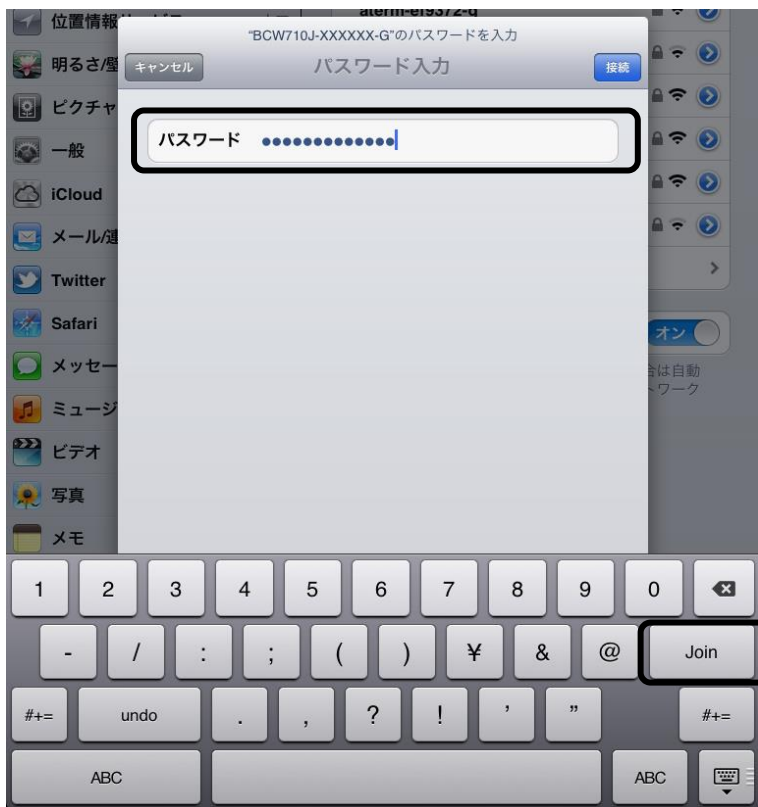 位置情報
明るさ/壁
ピクチャ
一般
iCloud
メール/連
Twitter
Safari
メッセー
ミュージ
ビデオ
写真
メモ
"BCW710J-XXXXXX-G"のパスワードを入力
キャンセル パスワード入力 接続
パスワード
オン
合は自動
トワーク
1 2 3 4 5 6 7 8 9 0
- / : ; ( ) ¥ & @ Join
#+= undo . , ? ! ' " #+=
ABC ABC